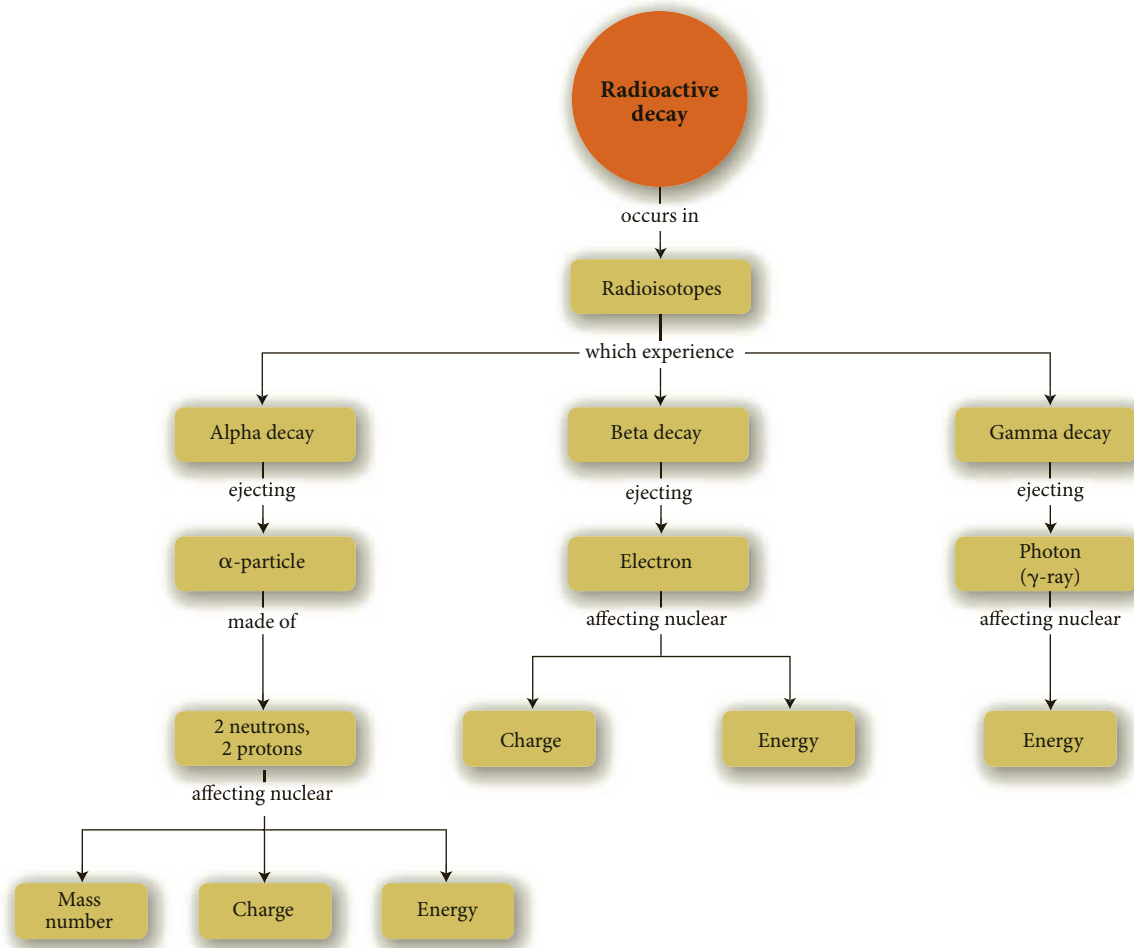 Radioactive
decay
occurs in
Radioisotopes
which experience
Alpha decay
Beta decay
Gamma decay
ejecting
ejecting
ejecting
α-particle
Electron
Photon
(γ-ray)
made of
affecting nuclear
affecting nuclear
2 neutrons,
2 protons
Charge
Energy
Energy
affecting nuclear
Mass
number
Charge
Energy